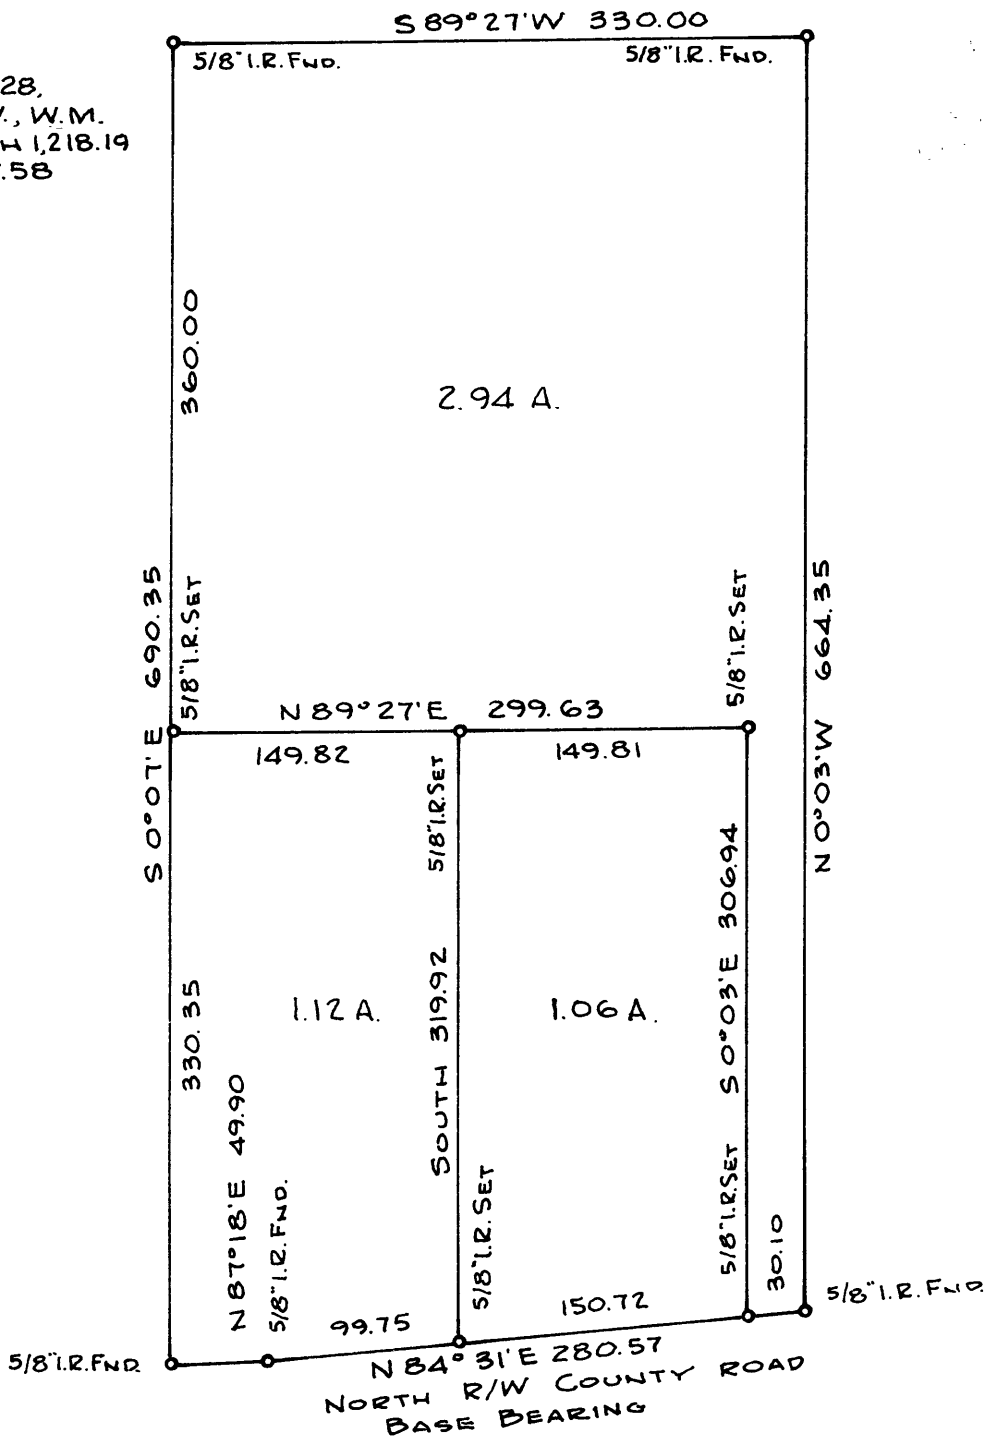 S 89° 27' W 330.00
5/8" I.R. FND.
5/8" I.R. FND.
28,
., W.M.
H 1,218.19
.58
360.00
2.94 A.
S 0° 07' E 690.35
5/8" I.R. SET
5/8" I.R. SET
N 0° 03' W 664.35
N 89° 27' E 299.63
149.82
149.81
5/8" I.R. SET
330.35
1.12 A.
SOUTH 319.92
1.06 A.
S 0° 03' E 306.94
N 87° 18' E 49.90
5/8" I.R. FND.
5/8" I.R. SET
5/8" I.R. SET
30.10
99.75
150.72
5/8" I.R. FND.
5/8" I.R. FND.
N 84° 31' E 280.57
NORTH R/W COUNTY ROAD
BASE BEARING